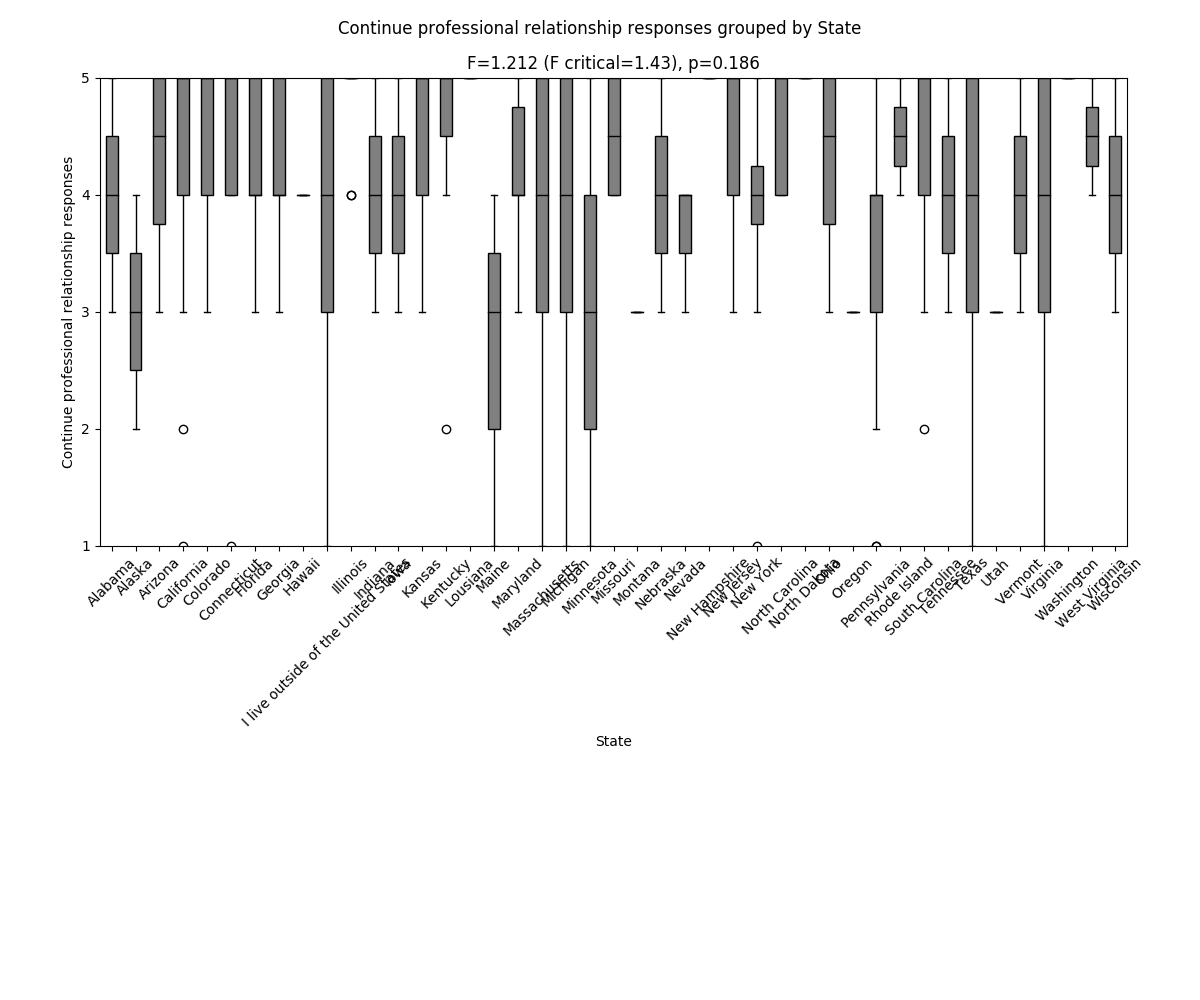 Continue professional relationship responses grouped by State
F=1.212 (F critical=1.43), p=0.186
Continue professional relationship responses
5
4
3
2
1
Alabama
Alaska
Arizona
California
Colorado
Connecticut
Florida
Georgia
Hawaii
I live outside of the United States
Illinois
Indiana
Iowa
Kansas
Kentucky
Lousiana
Maine
Maryland
Massachusetts
Michigan
Minnesota
Missouri
Montana
Nebraska
Nevada
New Hampshire
New Jersey
New York
North Carolina
North Dakota
Ohio
Oregon
Pennsylvania
Rhode Island
South Carolina
Tennessee
Texas
Utah
Vermont
Virginia
Washington
West Virginia
Wisconsin
State